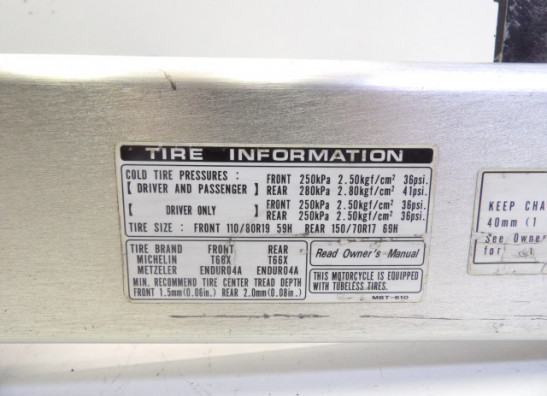 TIRE INFORMATION
COLD TIRE PRESSURES : FRONT 250kPa 2.50kgf/cm² 36psi.
[ DRIVER AND PASSENGER ] REAR 280kPa 2.80kgf/cm² 41psi.
[ DRIVER ONLY ] FRONT 250kPa 2.50kgf/cm² 36psi.
REAR 250kPa 2.50kgf/cm² 36psi.
TIRE SIZE : FRONT 110/80R19 59H REAR 150/70R17 69H
TIRE BRAND FRONT REAR
MICHELIN T66X T66X
METZELER ENDURO4A ENDURO4A
MIN. RECOMMEND TIRE CENTER TREAD DEPTH
FRONT 1.5mm(0.06in.) REAR 2.0mm(0.08in.)
Read Owner's Manual
THIS MOTORCYCLE IS EQUIPPED
WITH TUBELESS TIRES.
MBT-610
KEEP CHA
40mm (1
See Owne
for